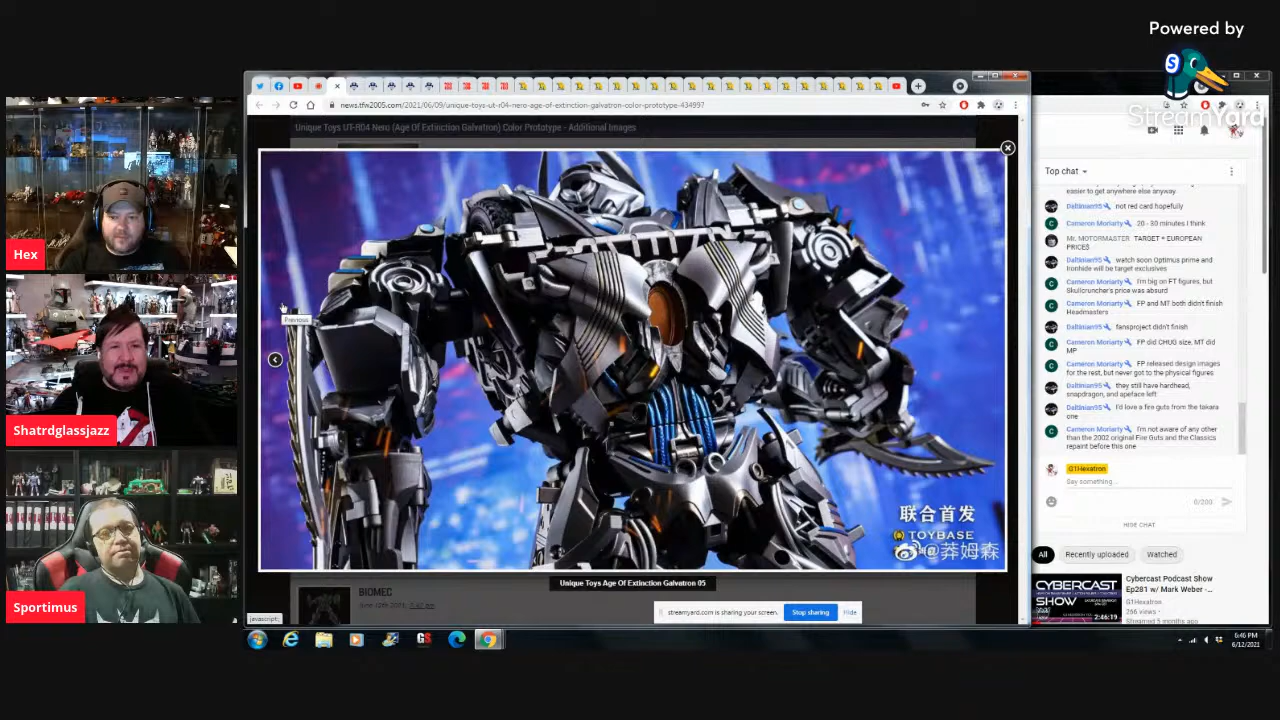 Powered by
StreamYard
Hex
Shatrdglassjazz
Sportimus
news.tfw2005.com/2021/06/09/unique-toys-ut-r04-nero-age-of-extinction-galvatron-color-prototype-434997
Unique Toys UT-R04 Nero (Age Of Extinction Galvatron) Color Prototype - Additional Images
Previous
联合首发
TOYBASE
@莽姆森
Unique Toys Age Of Extinction Galvatron 05
BIOMEC
streamyard.com is sharing your screen.
Stop sharing
Hide
javascript:;
Top chat
easier to get anywhere else anyway.
Daltinian95 not red card hopefully
Cameron Moriarty 20 - 30 minutes I think
Mr. MOTORMASTER TARGET + EUROPEAN
PRICES
Daltinian95 watch soon Optimus prime and
Ironhide will be target exclusives
Cameron Moriarty I'm big on FT figures, but
Skullcruncher's price was absurd
Cameron Moriarty FP and MT both didn't finish
Headmasters
Daltinian95 fansproject didn't finish
Cameron Moriarty FP did CHUG size, MT did
MP
Cameron Moriarty FP released design images
for the rest, but never got to the physical figures
Daltinian95 they still have hardhead,
snapdragon, and apeface left
Daltinian95 I'd love a fire guts from the takara
one
Cameron Moriarty I'm not aware of any other
than the 2002 original Fire Guts and the Classics
repaint before this one
G1Hexatron
Say something...
0/200
HIDE CHAT
All
Recently uploaded
Watched
CYBERCAST
SHOW
2:46:19
Cybercast Podcast Show
Ep281 w/ Mark Weber -...
G1Hexatron
266 views •
Streamed 5 months ago
6:46 PM
6/12/2021